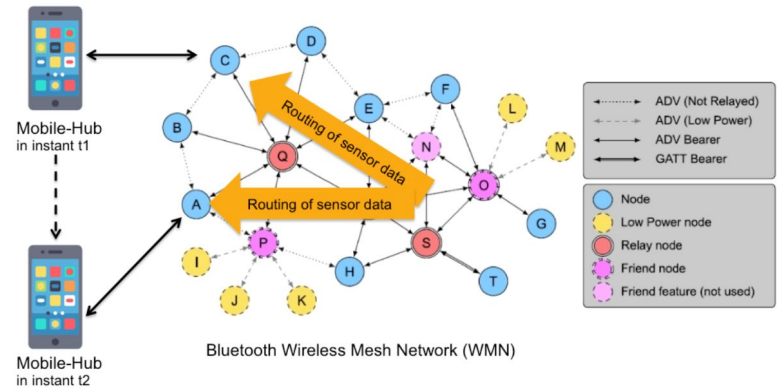 Mobile-Hub
in instant t1
Mobile-Hub
in instant t2
C
D
B
E
F
L
M
N
Q
O
A
G
P
S
I
H
T
J
K
Routing of sensor data
Routing of sensor data
Bluetooth Wireless Mesh Network (WMN)
ADV (Not Relayed)
ADV (Low Power)
ADV Bearer
GATT Bearer
Node
Low Power node
Relay node
Friend node
Friend feature (not used)